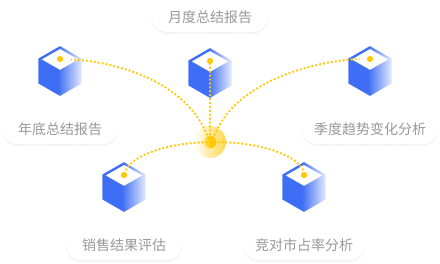 月度总结报告
年底总结报告
季度趋势变化分析
销售结果评估
竞对市占率分析